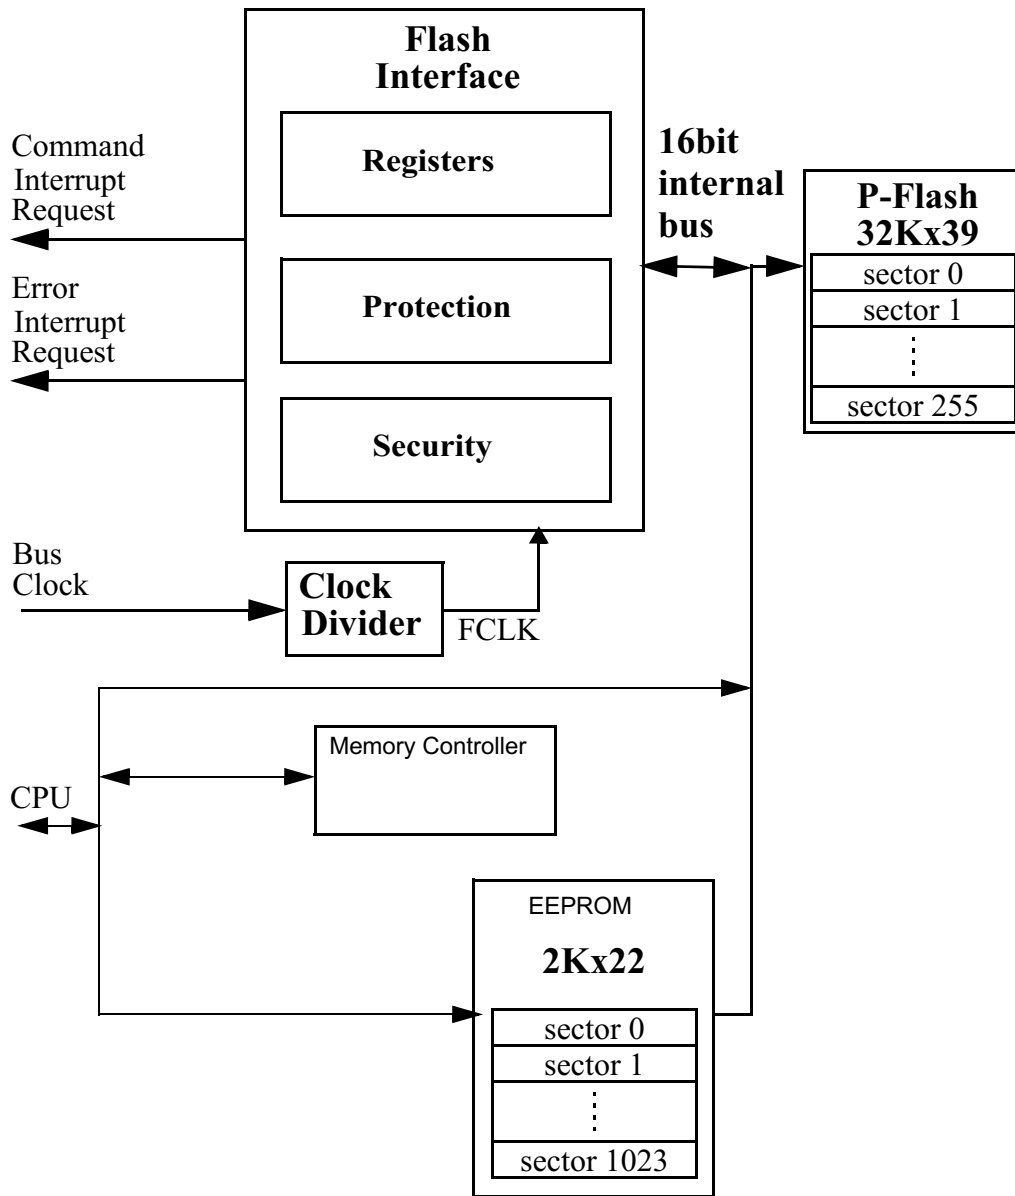 Flash
Interface
Registers
Protection
Security
Command
Interrupt
Request
Error
Interrupt
Request
16bit
internal
bus
P-Flash
32Kx39
sector 0
sector 1
sector 255
Bus
Clock
Clock
Divider
FCLK
Memory Controller
CPU
EEPROM
2Kx22
sector 0
sector 1
sector 1023